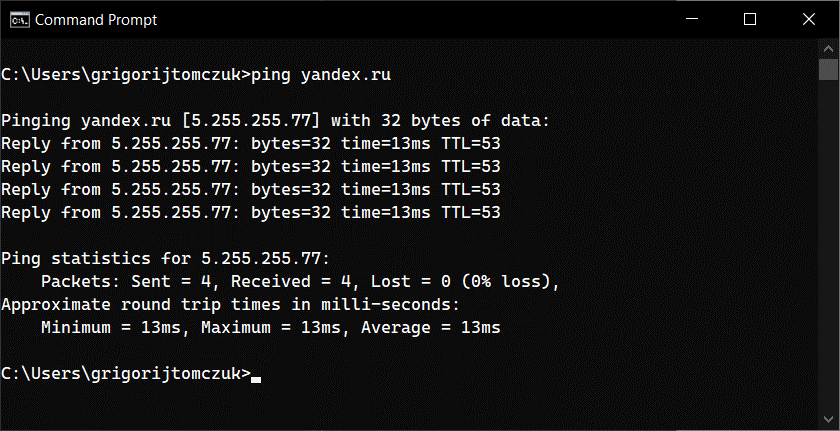 Command Prompt
C:\Users\grigorijtomczuk>ping yandex.ru
Pinging yandex.ru [5.255.255.77] with 32 bytes of data:
Reply from 5.255.255.77: bytes=32 time=13ms TTL=53
Reply from 5.255.255.77: bytes=32 time=13ms TTL=53
Reply from 5.255.255.77: bytes=32 time=13ms TTL=53
Reply from 5.255.255.77: bytes=32 time=13ms TTL=53
Ping statistics for 5.255.255.77:
    Packets: Sent = 4, Received = 4, Lost = 0 (0% loss),
Approximate round trip times in milli-seconds:
    Minimum = 13ms, Maximum = 13ms, Average = 13ms
C:\Users\grigorijtomczuk>